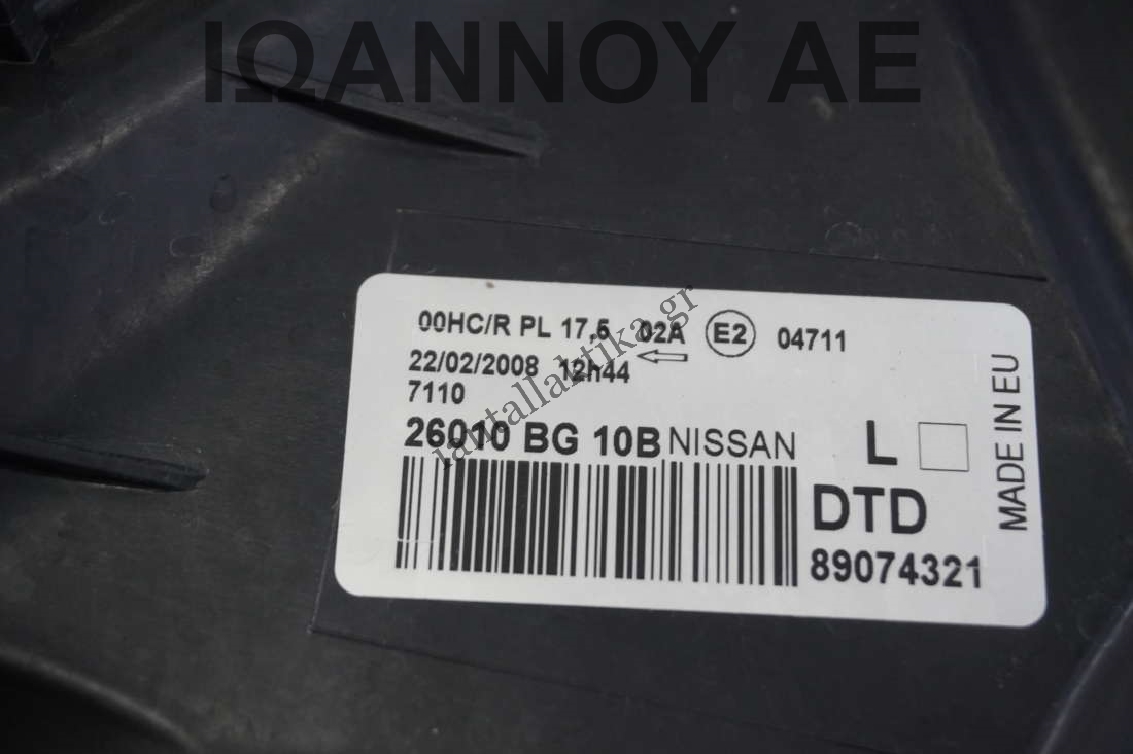 ΙΩΑΝΝΟΥ ΑΕ
00HC/R PL 17,5 02A E2 04711
22/02/2008 12h44
7110
26010 BG 10B NISSAN L
DTD
89074321
MADE IN EU
iantallaktika.gr